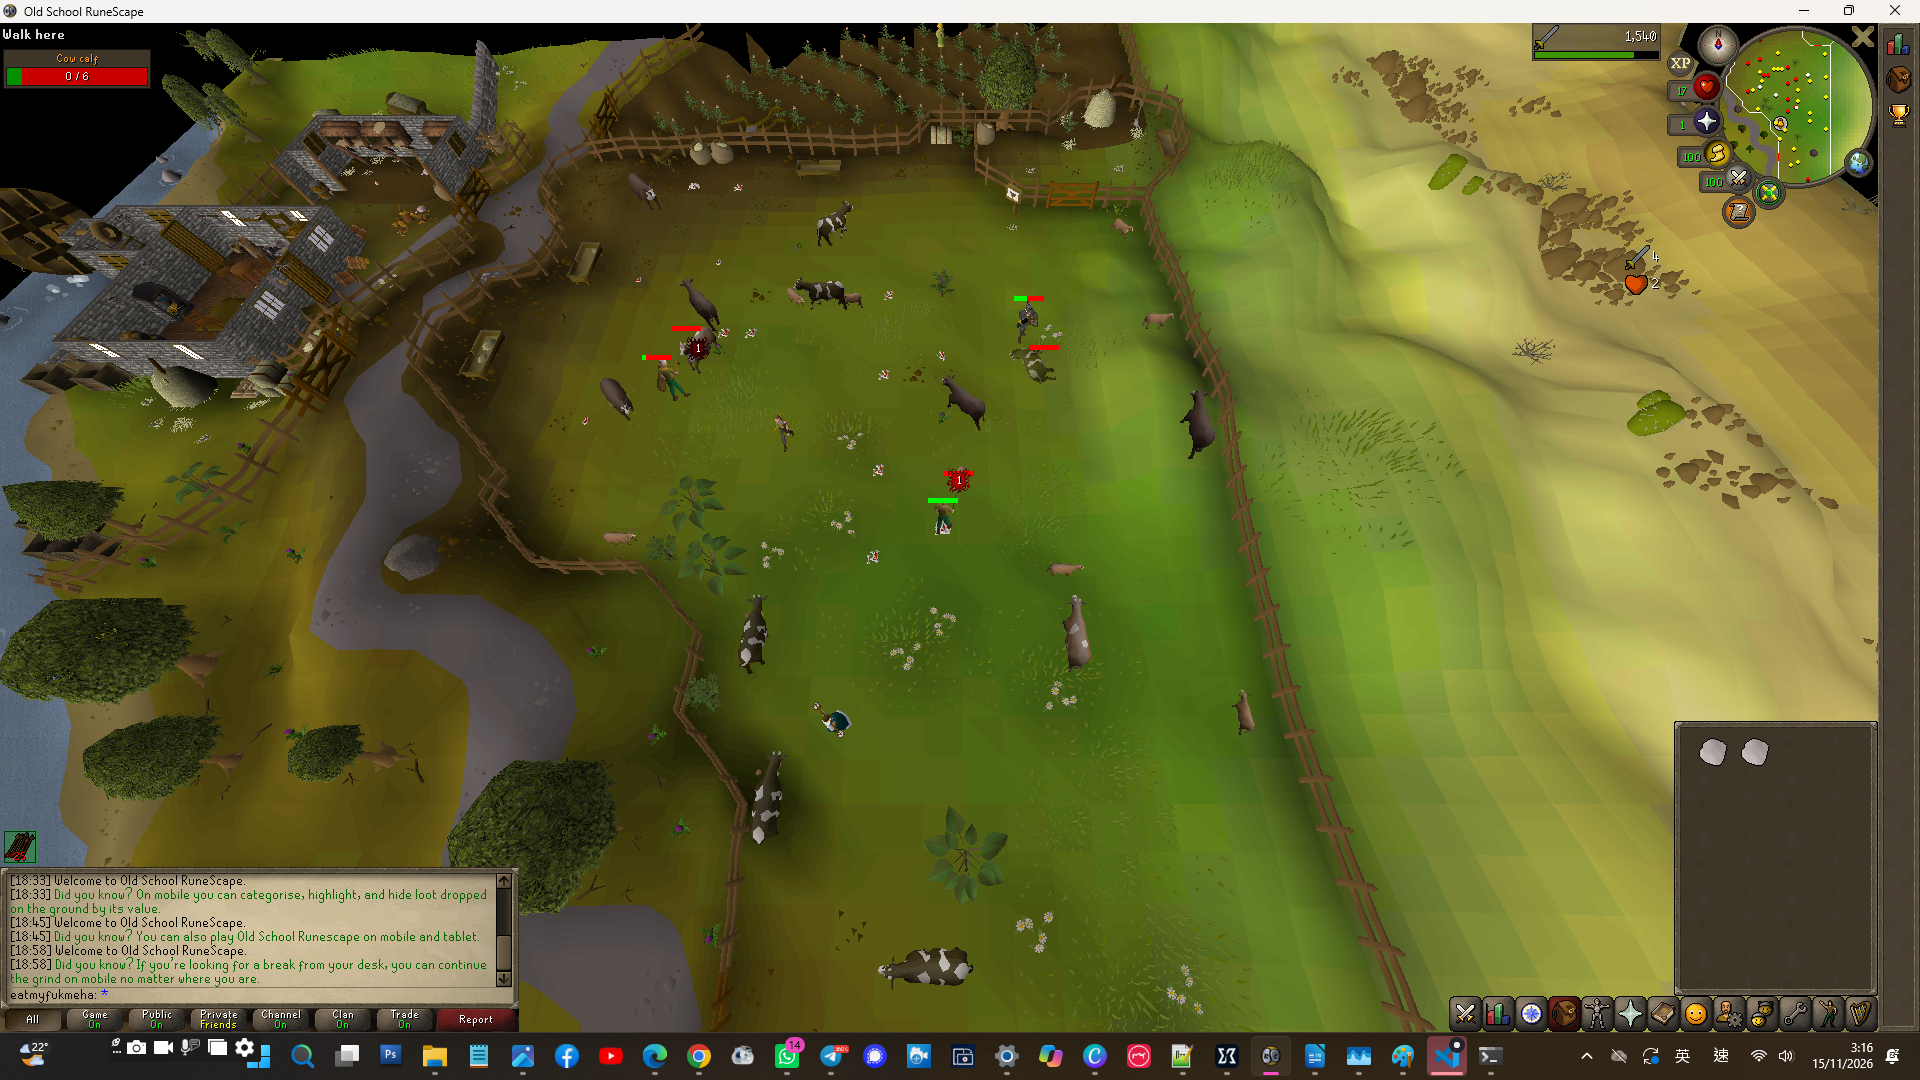 Old School RuneScape
Walk here
Cow calf
0 / 6
1,540
N
XP
17
1
100
100
4
2
1
1
1
[18:33] Welcome to Old School RuneScape.
[18:33] Did you know? On mobile you can categorise, highlight, and hide loot dropped
on the ground by its value.
[18:45] Welcome to Old School RuneScape.
[18:45] Did you know? You can also play Old School Runescape on mobile and tablet.
[18:58] Welcome to Old School RuneScape.
[18:58] Did you know? If you're looking for a break from your desk, you can continue
the grind on mobile no matter where you are.
eatmyfukmeha: *
All
Game
On
Public
On
Private
Friends
Channel
On
Clan
On
Trade
On
Report
22°
Ps
14
英
速
3:16
15/11/2026